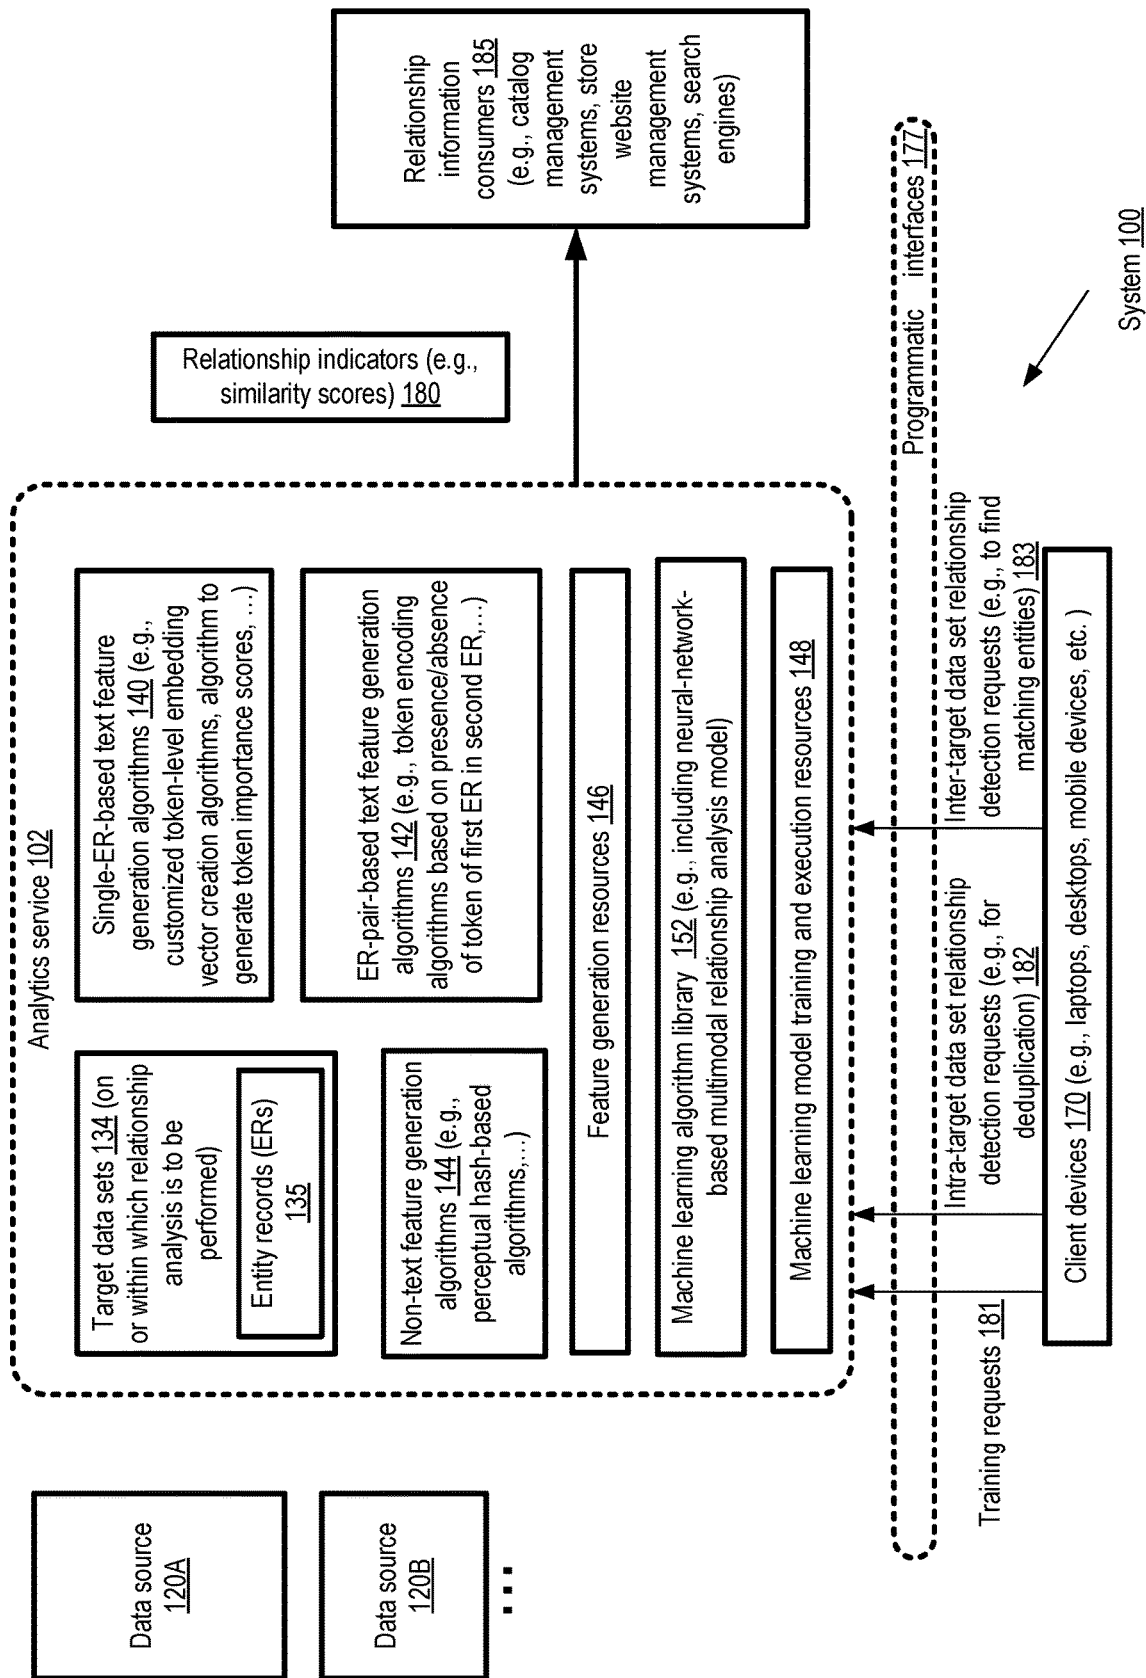 Data source
120A
Data source
120B
...
Analytics service 102
Target data sets 134 (on
or within which relationship
analysis is to be
performed)
Entity records (ERs)
135
Single-ER-based text feature
generation algorithms 140 (e.g.,
customized token-level embedding
vector creation algorithms, algorithm to
generate token importance scores, …)
Non-text feature generation
algorithms 144 (e.g.,
perceptual hash-based
algorithms,…)
ER-pair-based text feature generation
algorithms 142 (e.g., token encoding
algorithms based on presence/absence
of token of first ER in second ER,…)
Feature generation resources 146
Machine learning algorithm library 152 (e.g., including neural-network-
based multimodal relationship analysis model)
Machine learning model training and execution resources 148
Relationship indicators (e.g.,
similarity scores) 180
Relationship
information
consumers 185
(e.g., catalog
management
systems, store
website
management
systems, search
engines)
Programmatic interfaces 177
Training requests 181
Intra-target data set relationship
detection requests (e.g., for
deduplication) 182
Inter-target data set relationship
detection requests (e.g., to find
matching entities) 183
Client devices 170 (e.g., laptops, desktops, mobile devices, etc. )
System 100